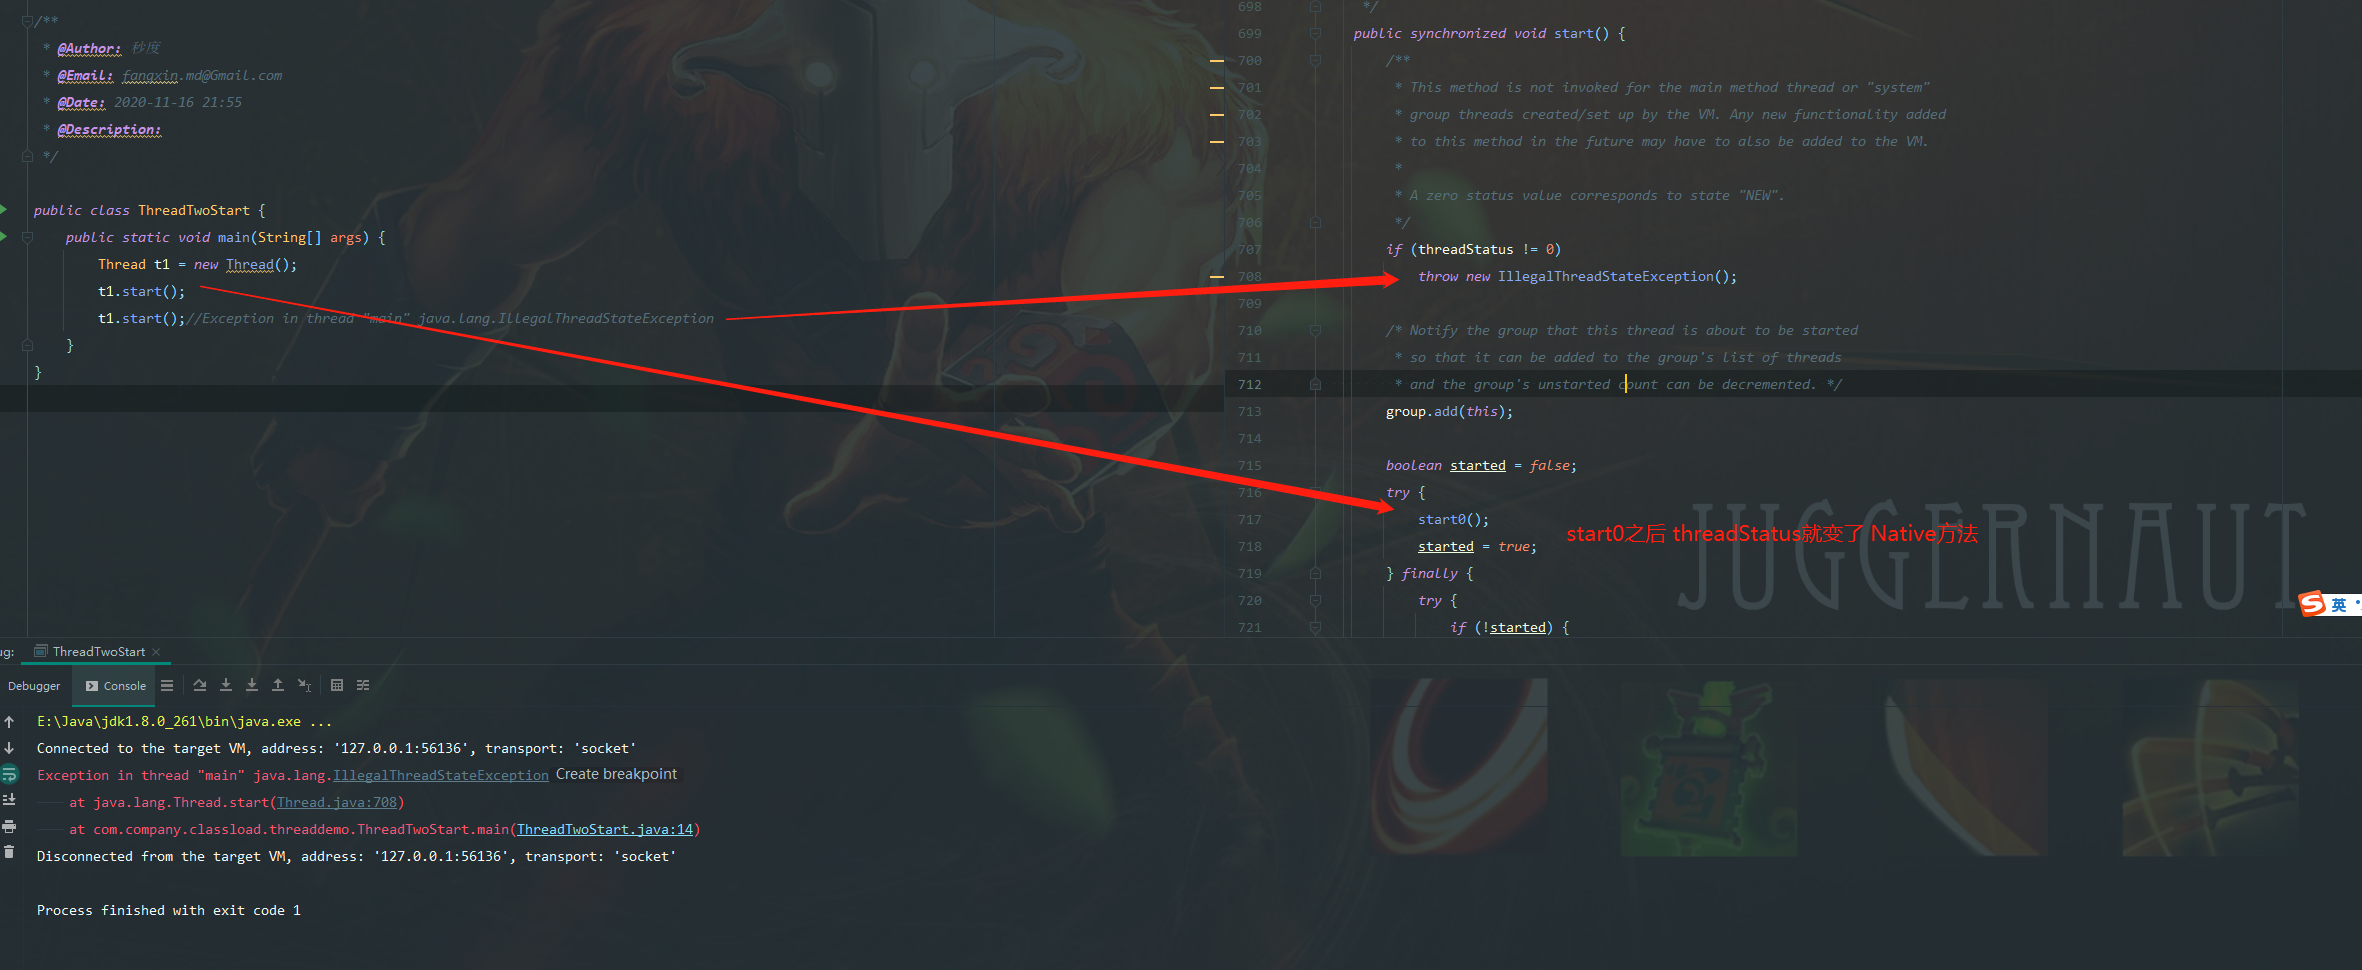 /**
* @Author: 秒度
* @Email: fangxin.md@Gmail.com
* @Date: 2020-11-16 21:55
* @Description:
*/
public class ThreadTwoStart {
public static void main(String[] args) {
Thread t1 = new Thread();
t1.start();
t1.start();//Exception in thread "main" java.lang.IllegalThreadStateException
}
}
698 */
699 public synchronized void start() {
700 /**
701 * This method is not invoked for the main method thread or "system"
702 * group threads created/set up by the VM. Any new functionality added
703 * to this method in the future may have to also be added to the VM.
704 *
705 * A zero status value corresponds to state "NEW".
706 */
707 if (threadStatus != 0)
708 throw new IllegalThreadStateException();
709
710 /* Notify the group that this thread is about to be started
711 * so that it can be added to the group's list of threads
712 * and the group's unstarted count can be decremented. */
713 group.add(this);
714
715 boolean started = false;
716 try {
717 start0();
start0之后 threadStatus就变了 Native方法
718 started = true;
719 } finally {
720 try {
721 if (!started) {
JUGGERNAUT
英
ug: ThreadTwoStart
Debugger Console
E:\Java\jdk1.8.0_261\bin\java.exe ...
Connected to the target VM, address: '127.0.0.1:56136', transport: 'socket'
Exception in thread "main" java.lang.IllegalThreadStateException Create breakpoint
at java.lang.Thread.start(Thread.java:708)
at com.company.classload.threaddemo.ThreadTwoStart.main(ThreadTwoStart.java:14)
Disconnected from the target VM, address: '127.0.0.1:56136', transport: 'socket'
Process finished with exit code 1